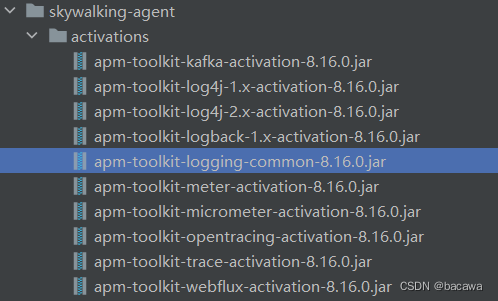 skywalking-agent
activations
apm-toolkit-kafka-activation-8.16.0.jar
apm-toolkit-log4j-1.x-activation-8.16.0.jar
apm-toolkit-log4j-2.x-activation-8.16.0.jar
apm-toolkit-logback-1.x-activation-8.16.0.jar
apm-toolkit-logging-common-8.16.0.jar
apm-toolkit-meter-activation-8.16.0.jar
apm-toolkit-micrometer-activation-8.16.0.jar
apm-toolkit-opentracing-activation-8.16.0.jar
apm-toolkit-trace-activation-8.16.0.jar
apm-toolkit-webflux-activation-8.16.0.jar
CSDN @bacawa